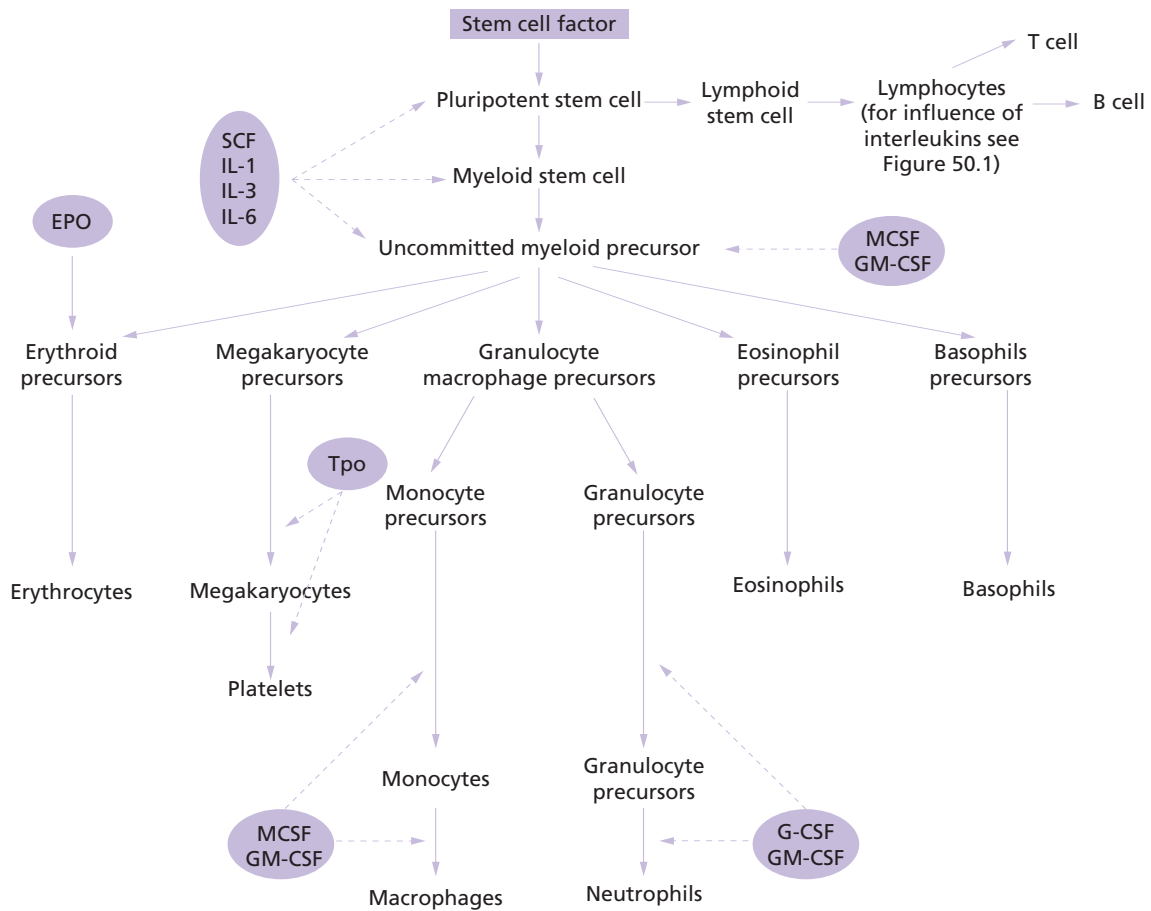 Stem cell factor
T cell
Pluripotent stem cell
Lymphoid
stem cell
Lymphocytes
(for influence of
interleukins see
Figure 50.1)
B cell
SCF
IL-1
IL-3
IL-6
Myeloid stem cell
EPO
Uncommitted myeloid precursor
MCSF
GM-CSF
Erythroid
precursors
Megakaryocyte
precursors
Granulocyte
macrophage precursors
Eosinophil
precursors
Basophils
precursors
Tpo
Monocyte
precursors
Granulocyte
precursors
Erythrocytes
Megakaryocytes
Eosinophils
Basophils
Platelets
Monocytes
Granulocyte
precursors
MCSF
GM-CSF
G-CSF
GM-CSF
Macrophages
Neutrophils